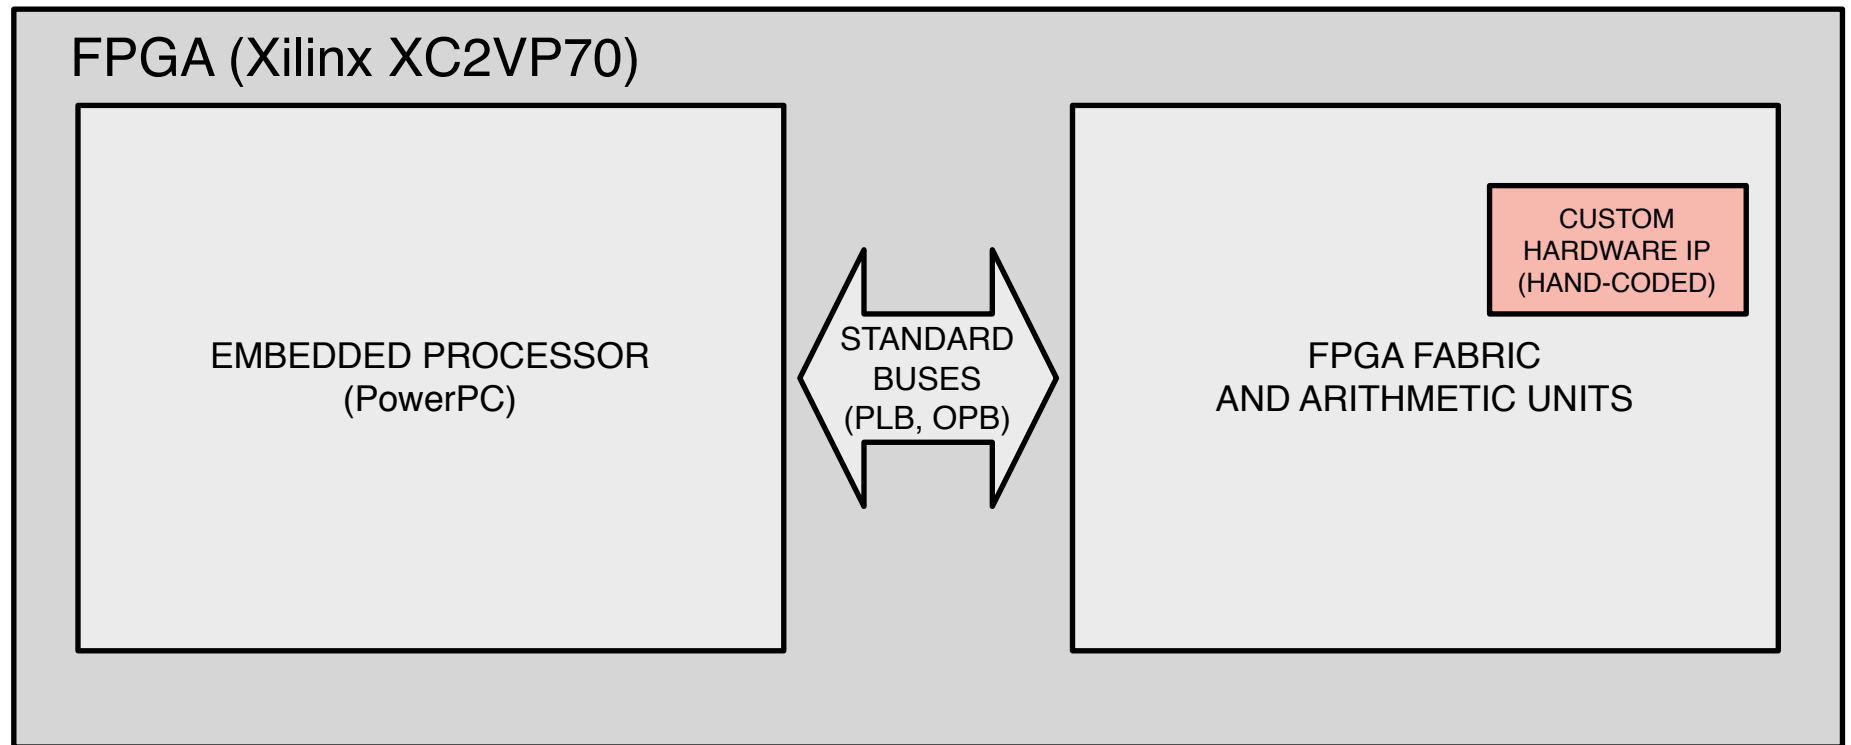 FPGA (Xilinx XC2VP70)
EMBEDDED PROCESSOR
(PowerPC)
STANDARD
BUSES
(PLB, OPB)
CUSTOM
HARDWARE IP
(HAND-CODED)
FPGA FABRIC
AND ARITHMETIC UNITS